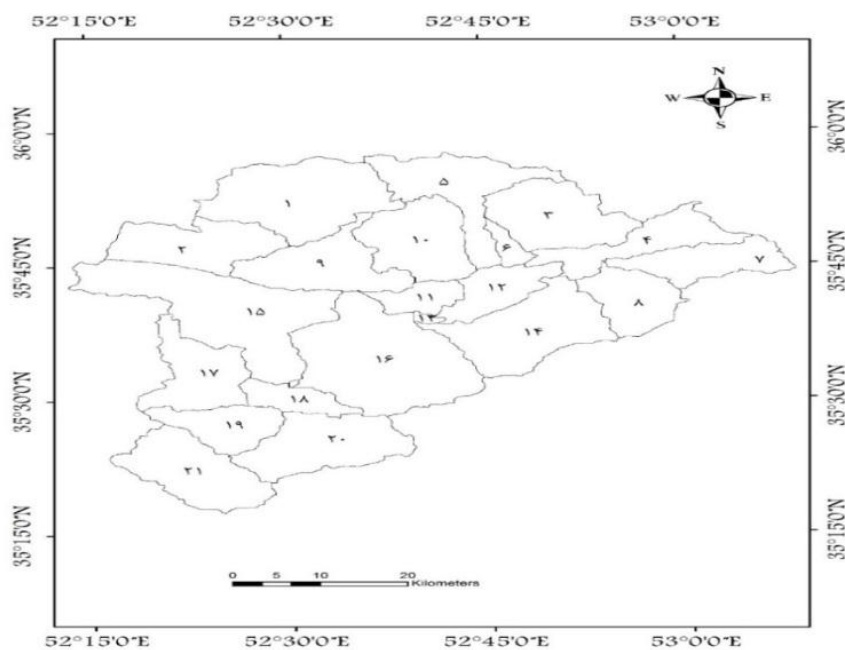 52°15'0"E
52°30'0"E
52°45'0"E
53°0'0"E
N
W
E
S
36°0'0"N
36°0'0"N
۵
۱
۳
۱۰
۴
۶
۲
۹
۷
35°45'0"N
35°45'0"N
۱۲
۱۱
۸
۱۵
۱۳
۱۴
۱۶
۱۷
35°30'0"N
35°30'0"N
۱۸
۱۹
۲۰
۲۱
35°15'0"N
35°15'0"N
0 5 10 20
Kilometers
52°15'0"E
52°30'0"E
52°45'0"E
53°0'0"E